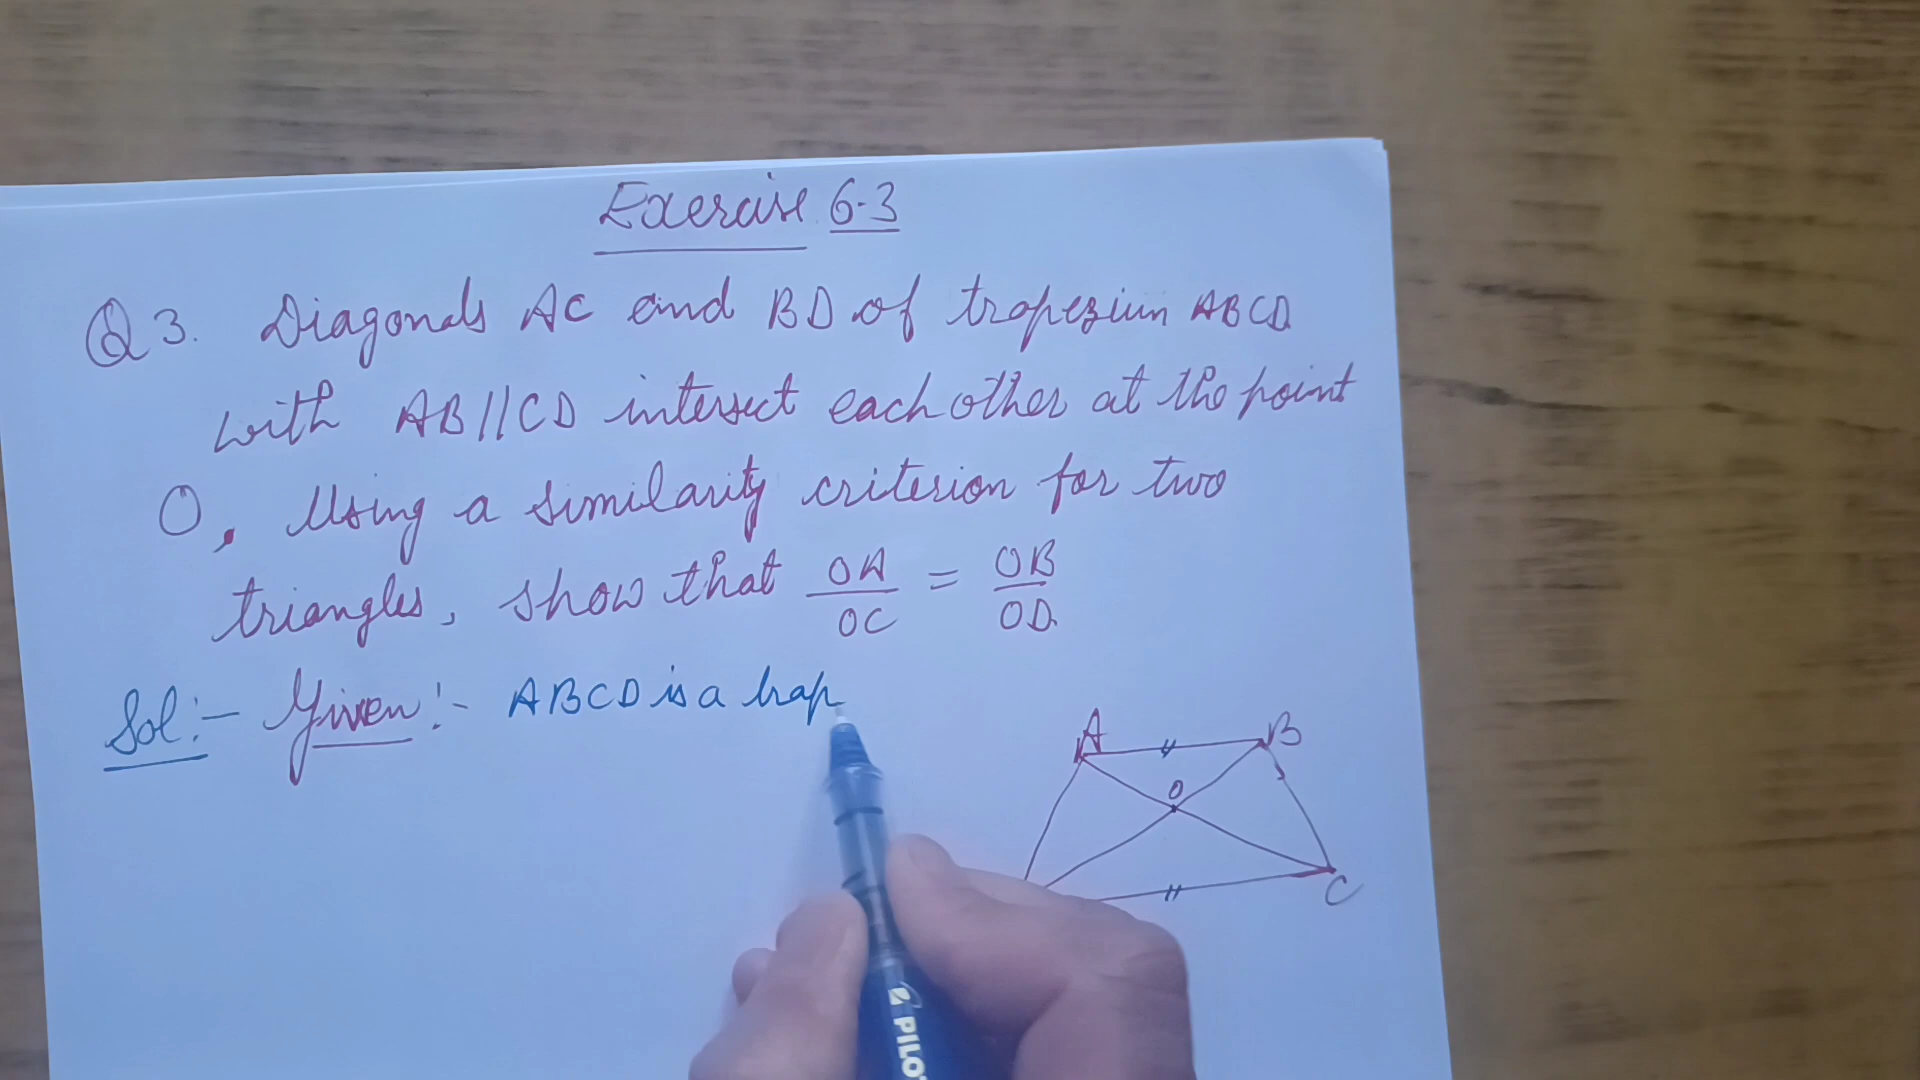 Exercise 6.3
Q3. Diagonals AC and BD of trapezium ABCD
with AB//CD intersect each other at the point
O, Using a similarity criterion for two
triangles, show that OA/OC = OB/OD.
Sol:- Given:- ABCD is a trap
A B
O
C
PILO